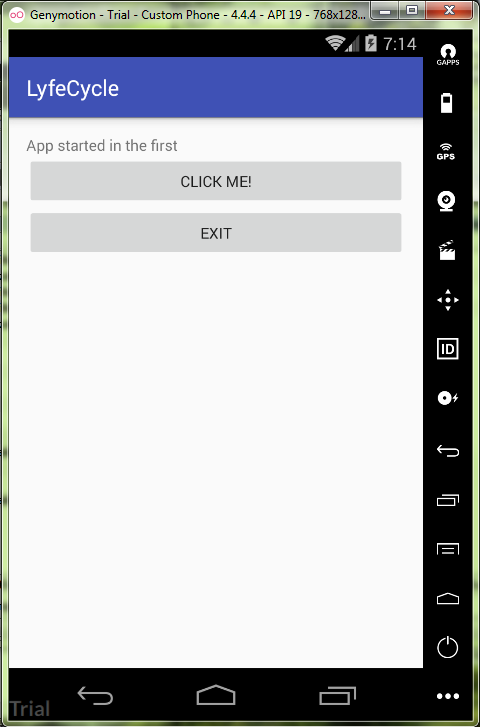 Genymotion - Trial - Custom Phone - 4.4.4 - API 19 - 768x128...
7:14
GAPPS
LyfeCycle
App started in the first
CLICK ME!
EXIT
GPS
ID
Trial